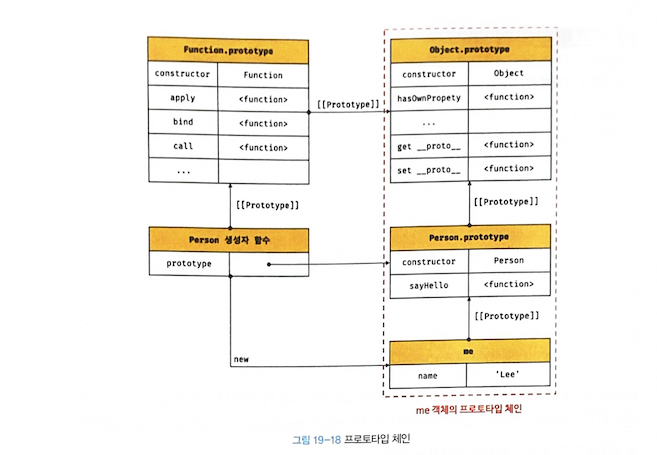 Function.prototype
constructor Function
apply <function>
bind <function>
call <function>
...
[[Prototype]]
Object.prototype
constructor Object
hasOwnPropety <function>
...
get __proto__ <function>
set __proto__ <function>
[[Prototype]]
[[Prototype]]
Person 생성자 함수
prototype
Person.prototype
constructor Person
sayHello <function>
[[Prototype]]
new
me
name 'Lee'
me 객체의 프로토타입 체인
그림 19-18 프로토타입 체인